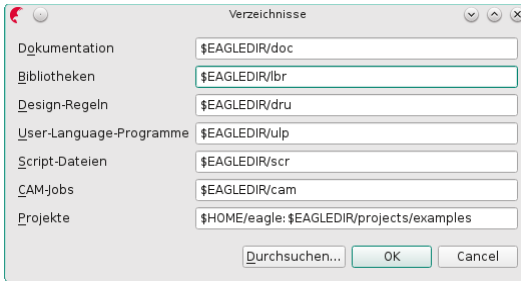 Verzeichnisse
Dokumentation $EAGLEDIR/doc
Bibliotheken $EAGLEDIR/lbr
Design-Regeln $EAGLEDIR/dru
User-Language-Programme $EAGLEDIR/ulp
Script-Dateien $EAGLEDIR/scr
CAM-Jobs $EAGLEDIR/cam
Projekte $HOME/eagle:$EAGLEDIR/projects/examples
Durchsuchen... OK Cancel